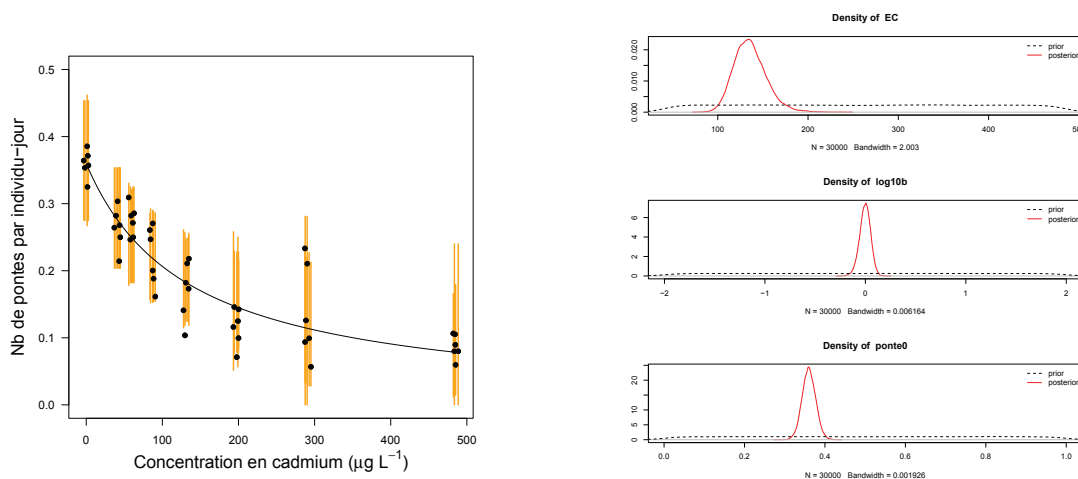 Nb de pontes par individu-jour
0.5
0.4
0.3
0.2
0.1
0.0
0 100 200 300 400 500
Concentration en cadmium (μg L−1)
Density of EC
0.020
0.010
0.000
prior
posterior
100 200 300 400 50
N = 30000 Bandwidth = 2.003
Density of log10b
6
4
2
0
prior
posterior
−2 −1 0 1 2
N = 30000 Bandwidth = 0.006164
Density of ponte0
20
10
5
0
prior
posterior
0.0 0.2 0.4 0.6 0.8 1.0
N = 30000 Bandwidth = 0.001926